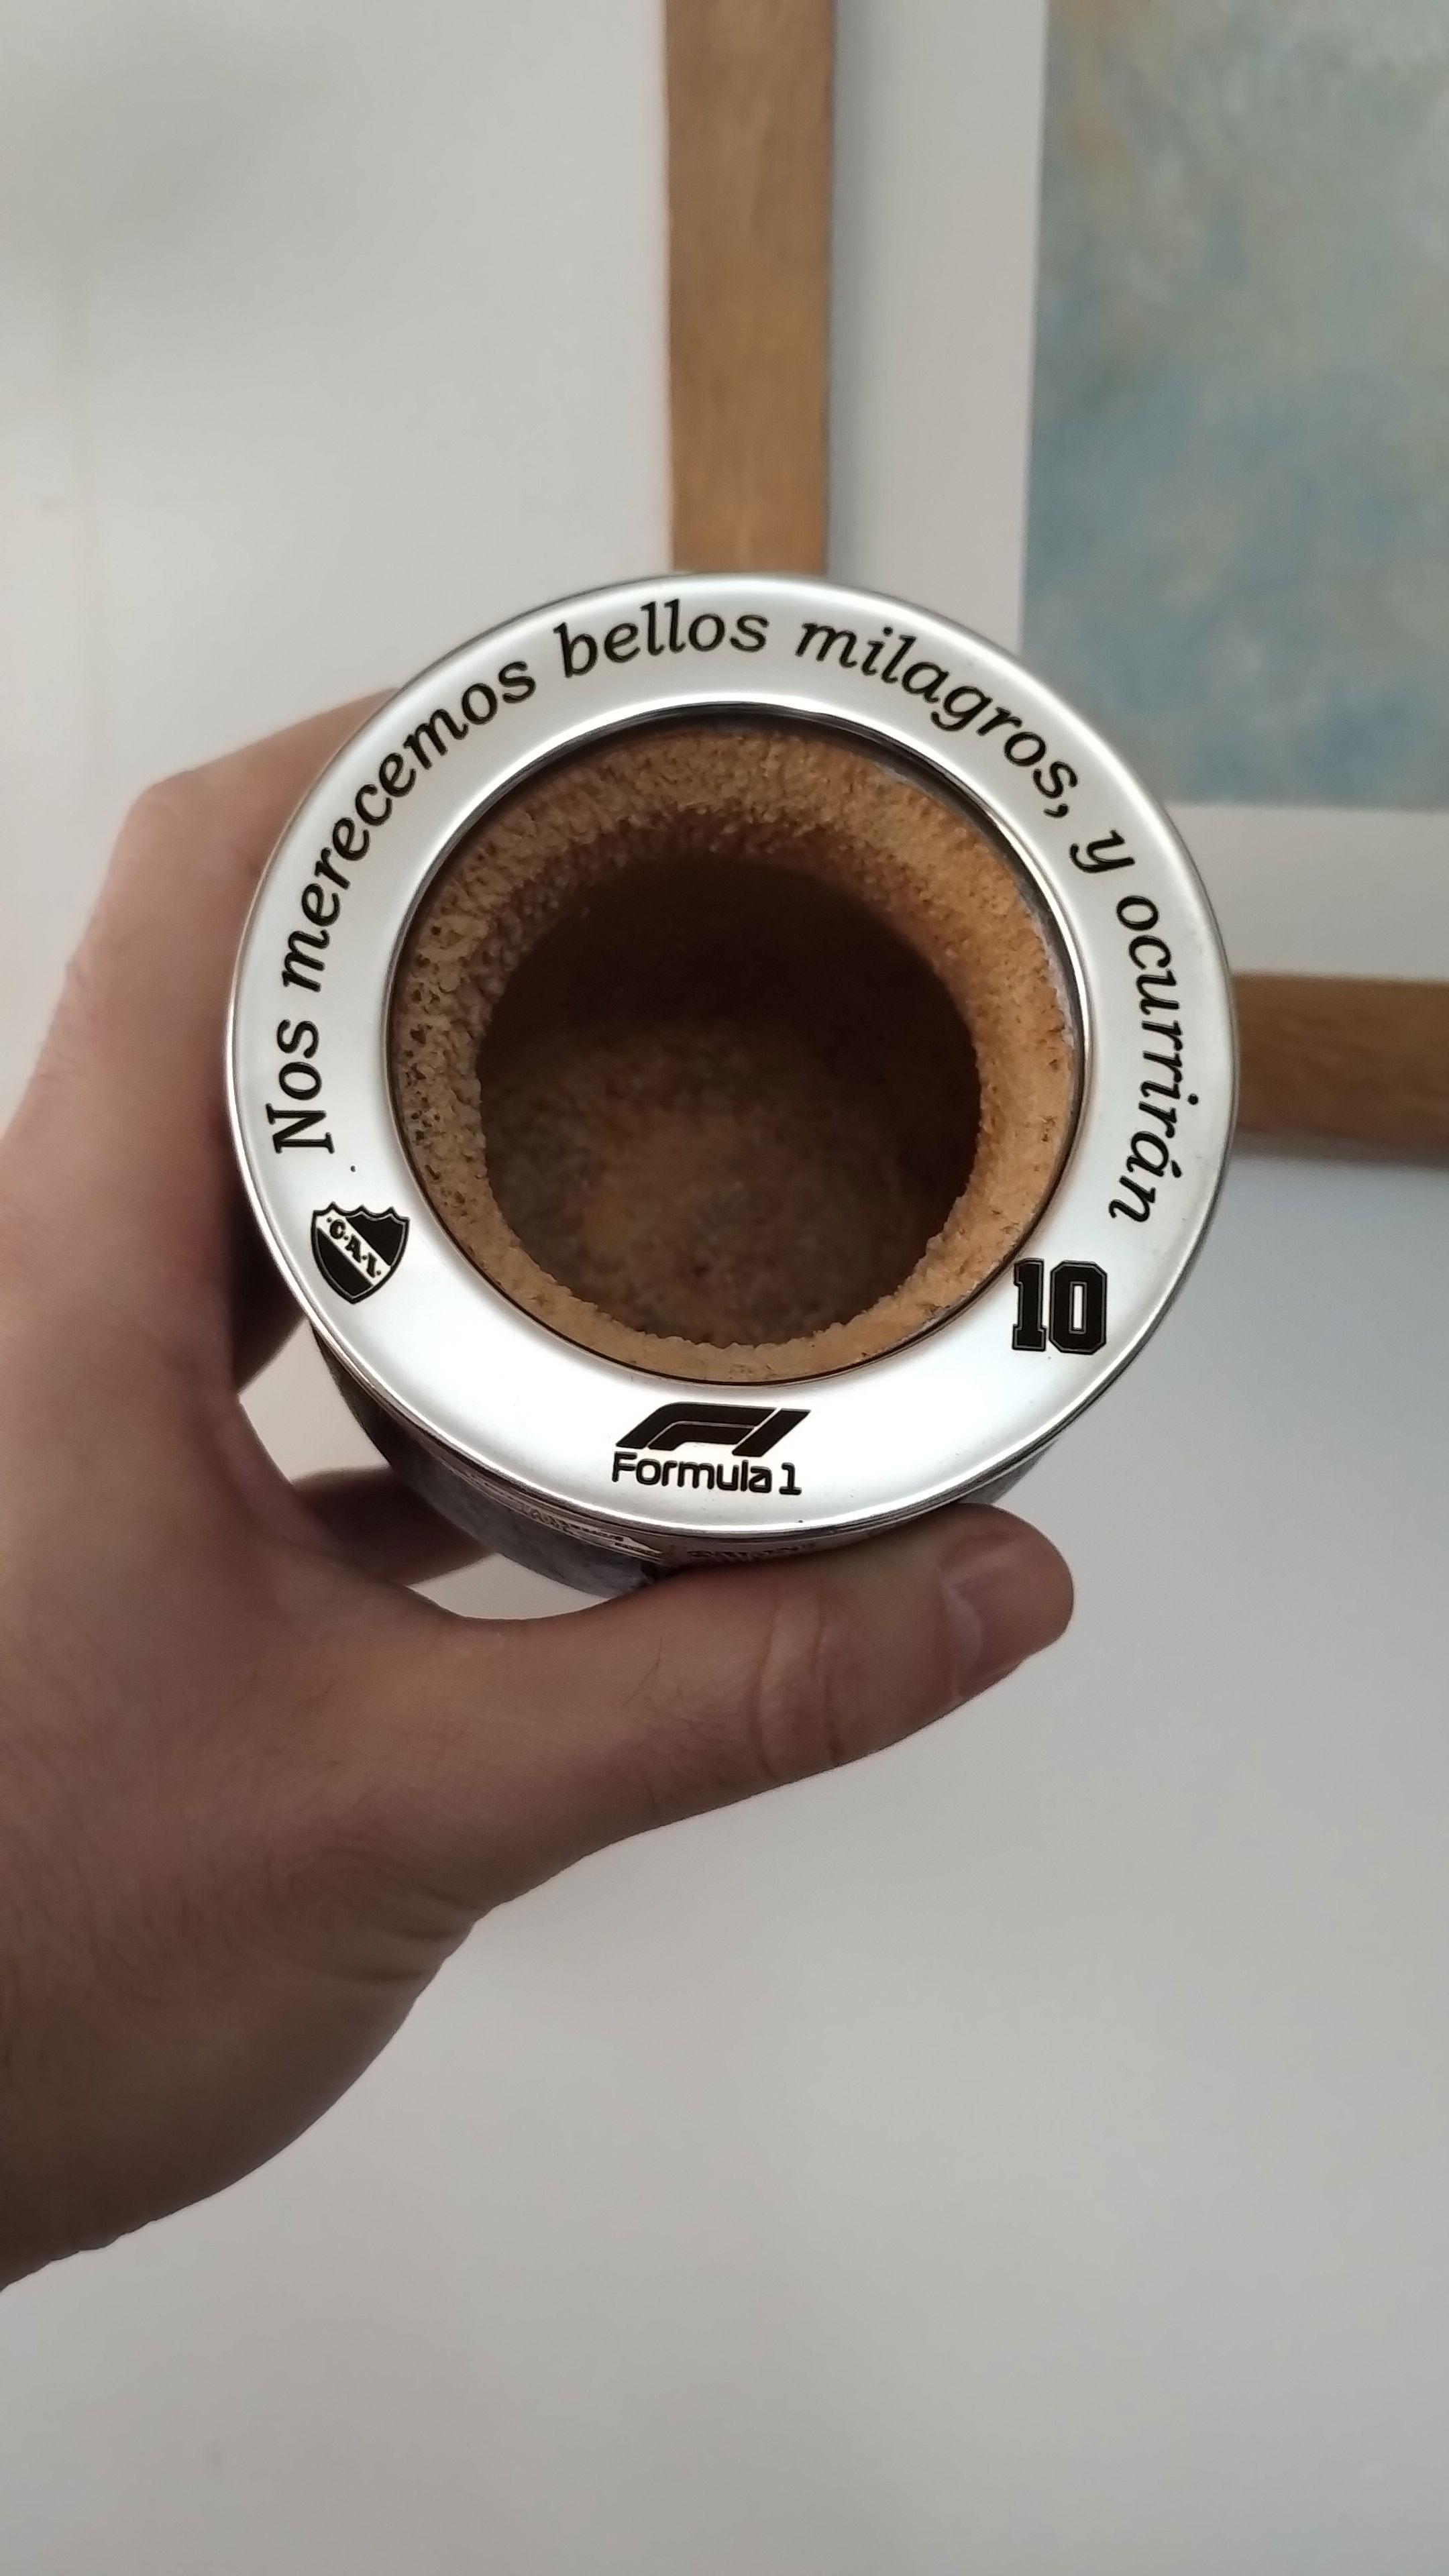 Nos merecemos bellos milagros, y ocurrirán
C.A.I.
10
F1
Formula 1